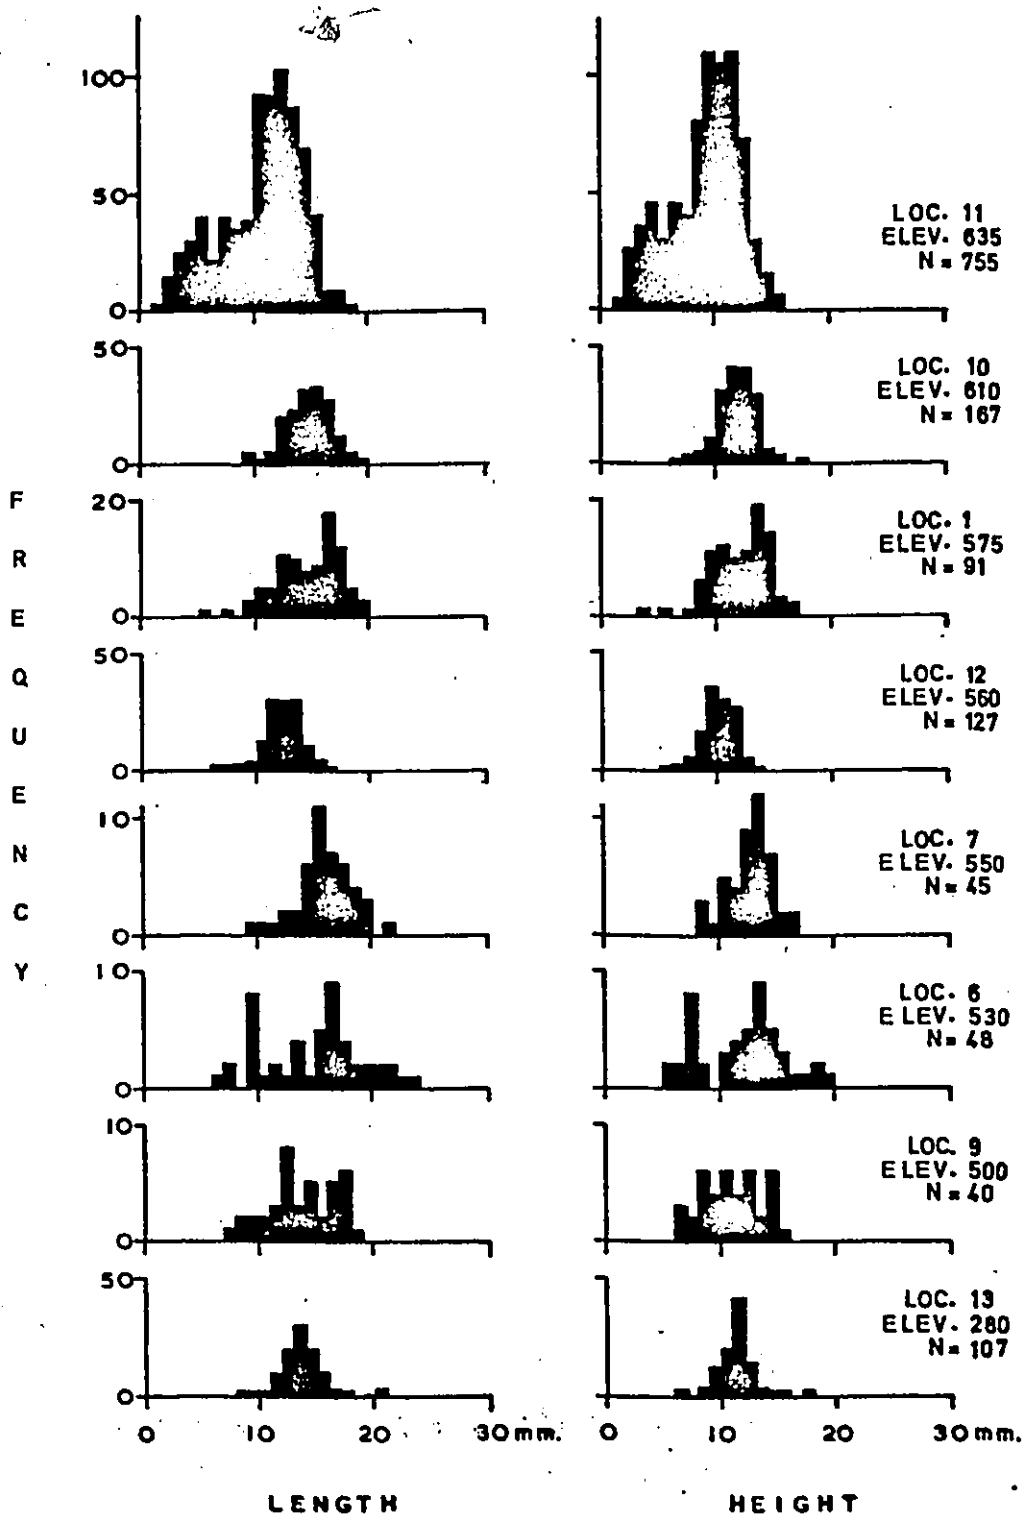 100
50
0
LOC. 11
ELEV. 635
N = 755
50
0
LOC. 10
ELEV. 610
N = 167
20
0
LOC. 1
ELEV. 575
N = 91
50
0
LOC. 12
ELEV. 560
N = 127
10
0
LOC. 7
ELEV. 550
N = 45
10
0
LOC. 6
ELEV. 530
N = 48
10
0
LOC. 9
ELEV. 500
N = 40
50
0
LOC. 13
ELEV. 280
N = 107
FREQUENCY
0 10 20 30 mm. 0 10 20 30 mm.
LENGTH HEIGHT